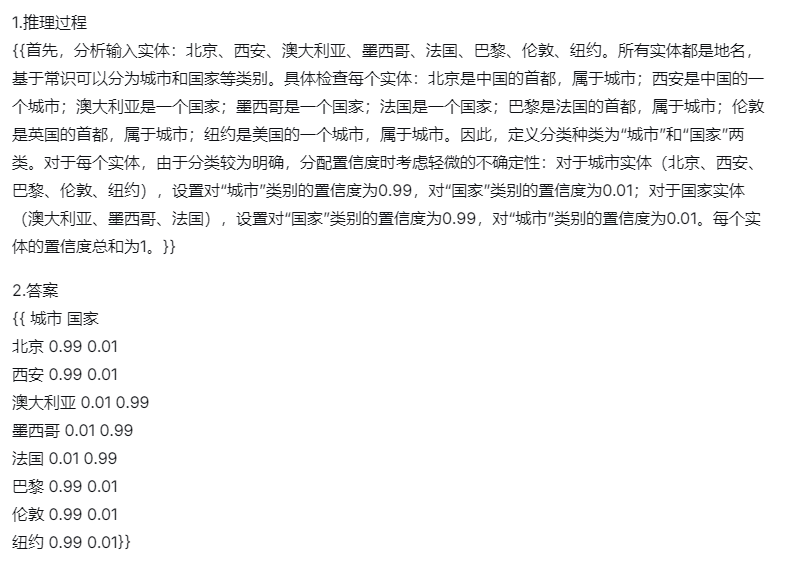 1.推理过程
{{首先，分析输入实体：北京、西安、澳大利亚、墨西哥、法国、巴黎、伦敦、纽约。所有实体都是地名，
基于常识可以分为城市和国家等类别。具体检查每个实体：北京是中国的首都，属于城市；西安是中国的一
个城市；澳大利亚是一个国家；墨西哥是一个国家；法国是一个国家；巴黎是法国的首都，属于城市；伦敦
是英国的首都，属于城市；纽约是美国的一个城市，属于城市。因此，定义分类种类为“城市”和“国家”两
类。对于每个实体，由于分类较为明确，分配置信度时考虑轻微的不确定性：对于城市实体（北京、西安、
巴黎、伦敦、纽约），设置对“城市”类别的置信度为0.99，对“国家”类别的置信度为0.01；对于国家实体
（澳大利亚、墨西哥、法国），设置对“国家”类别的置信度为0.99，对“城市”类别的置信度为0.01。每个实
体的置信度总和为1。}}
2.答案
{{ 城市 国家
北京 0.99 0.01
西安 0.99 0.01
澳大利亚 0.01 0.99
墨西哥 0.01 0.99
法国 0.01 0.99
巴黎 0.99 0.01
伦敦 0.99 0.01
纽约 0.99 0.01}}